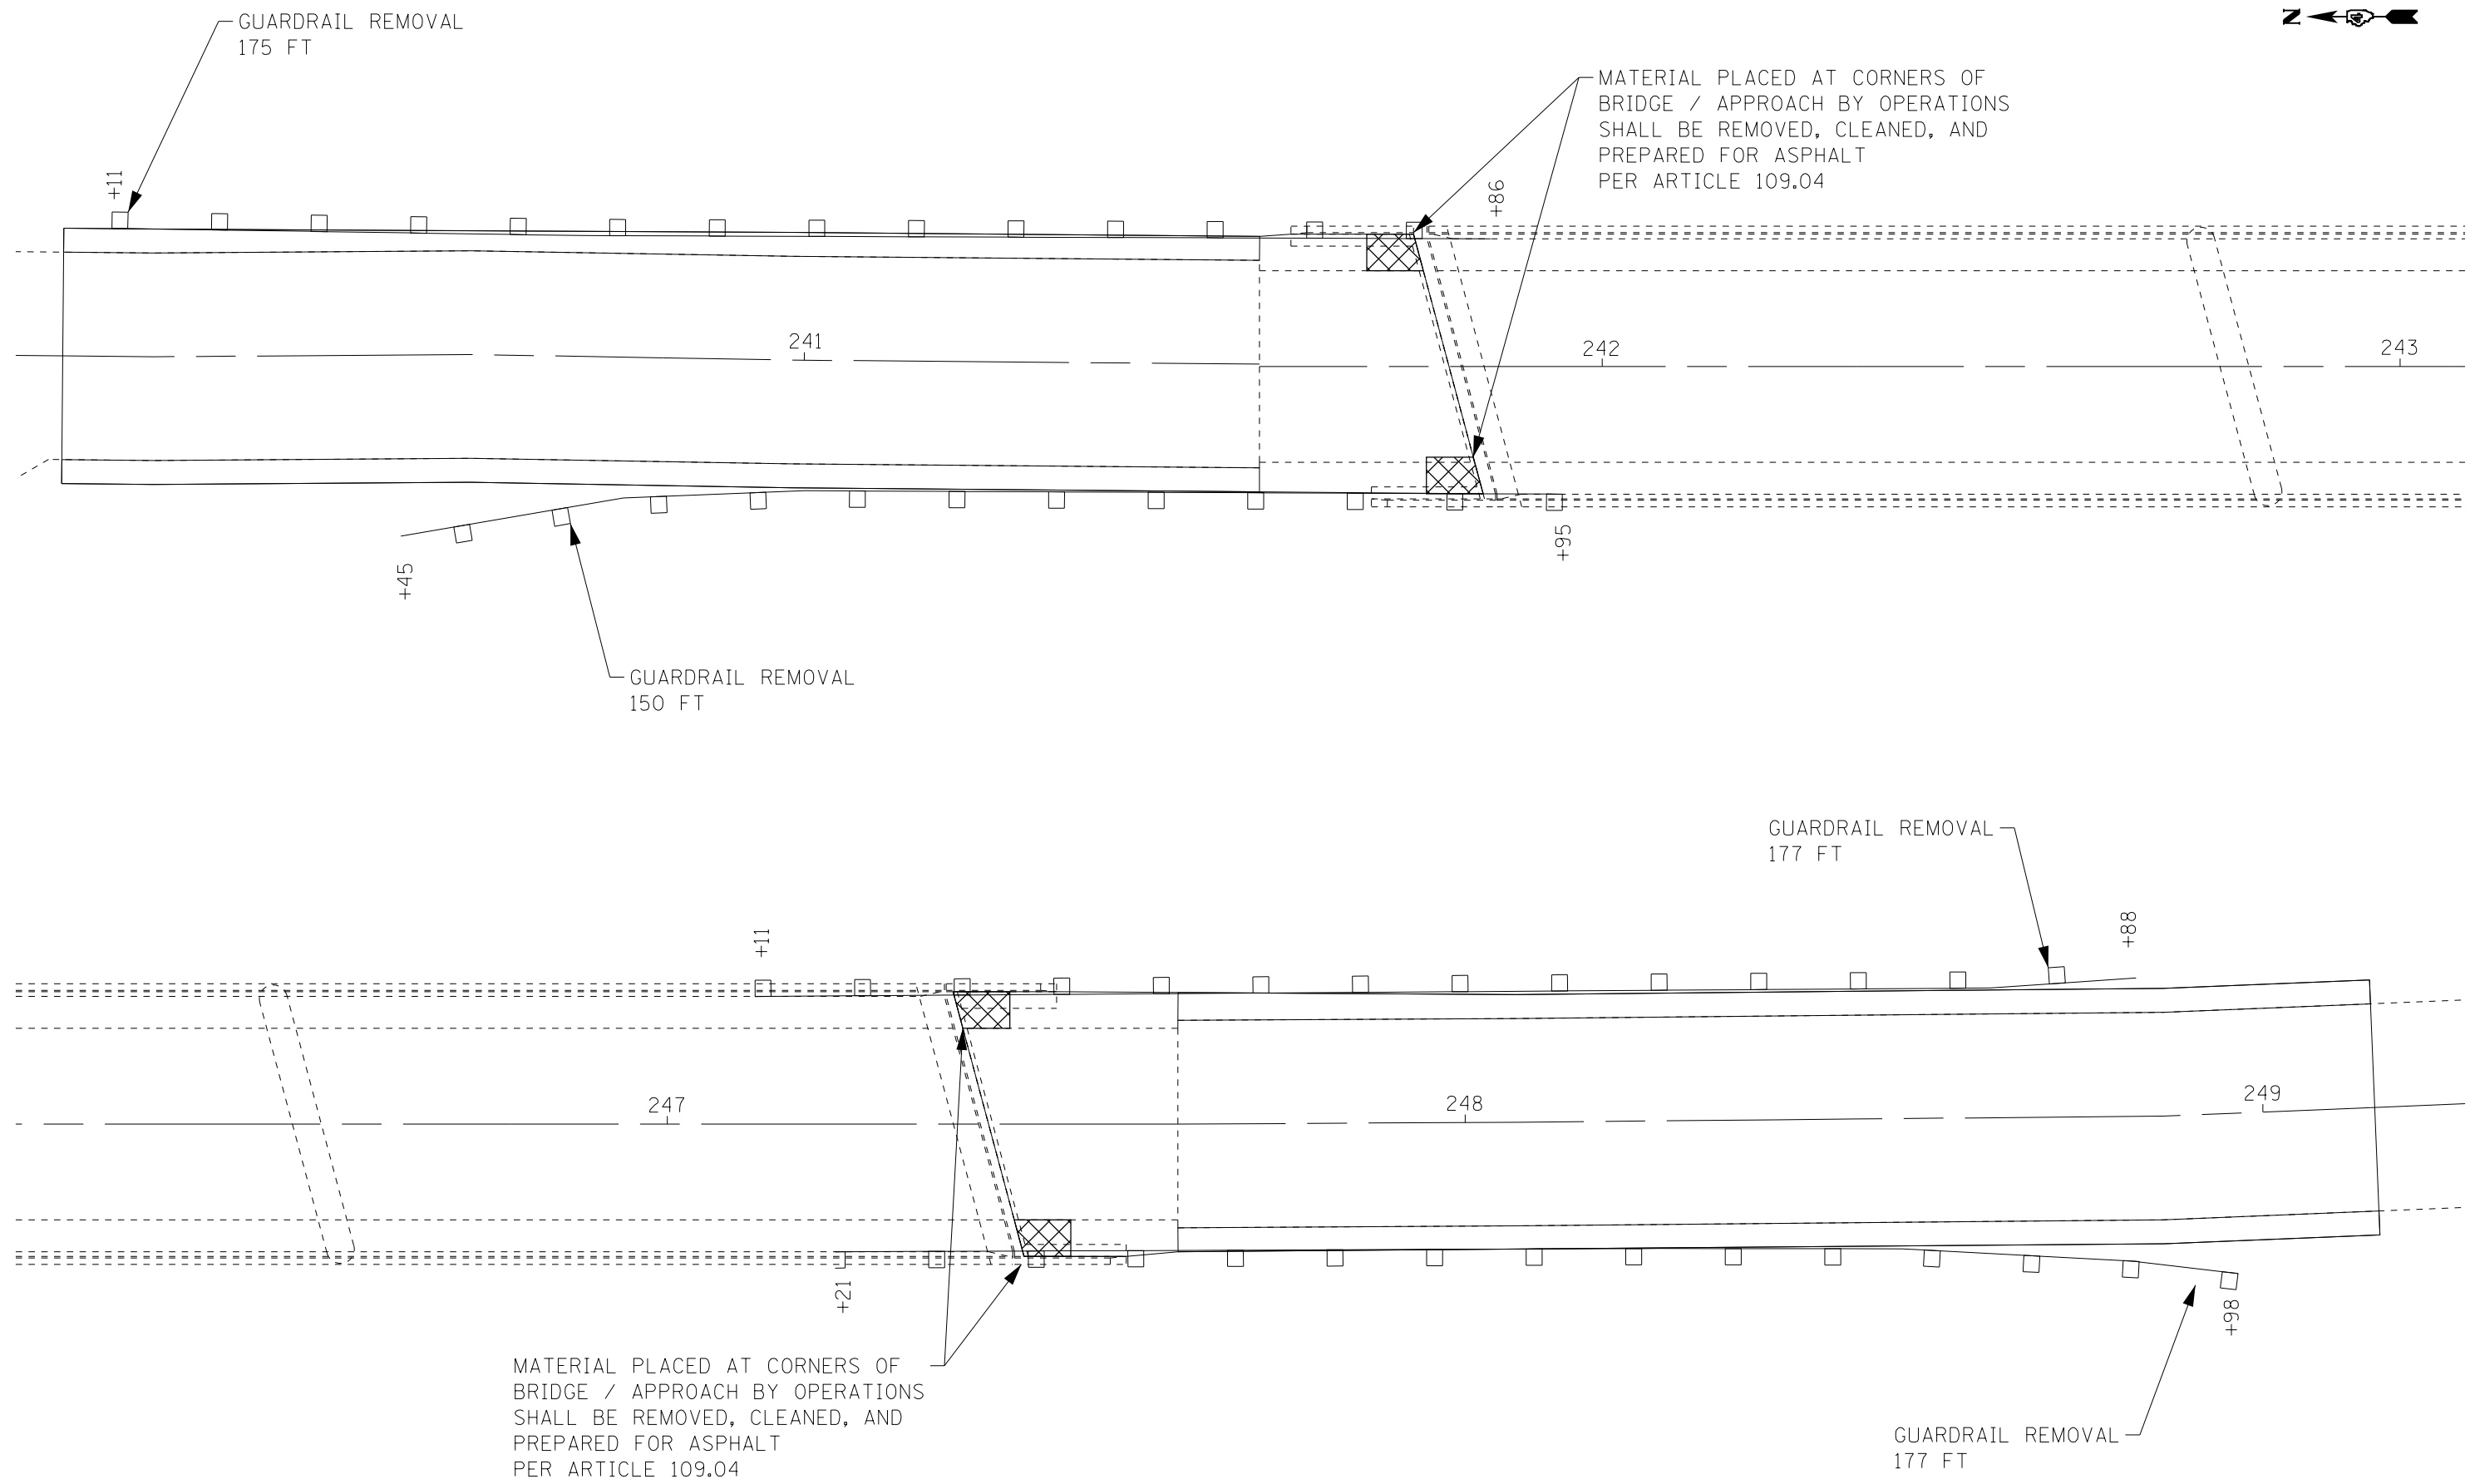 GUARDRAIL REMOVAL
175 FT
N
MATERIAL PLACED AT CORNERS OF
BRIDGE / APPROACH BY OPERATIONS
SHALL BE REMOVED, CLEANED, AND
PREPARED FOR ASPHALT
PER ARTICLE 109.04
+11
+86
241
242
243
+45
+95
GUARDRAIL REMOVAL
150 FT
GUARDRAIL REMOVAL
177 FT
+11
+88
247
248
249
+21
+98
MATERIAL PLACED AT CORNERS OF
BRIDGE / APPROACH BY OPERATIONS
SHALL BE REMOVED, CLEANED, AND
PREPARED FOR ASPHALT
PER ARTICLE 109.04
GUARDRAIL REMOVAL
177 FT